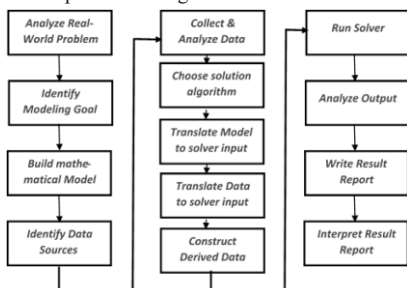 Analyze Real-
World Problem
Identify
Modeling Goal
Build mathe-
matical Model
Identify Data
Sources
Collect &
Analyze Data
Choose solution
algorithm
Translate Model
to solver input
Translate Data
to solver input
Construct
Derived Data
Run Solver
Analyze Output
Write Result
Report
Interpret Result
Report